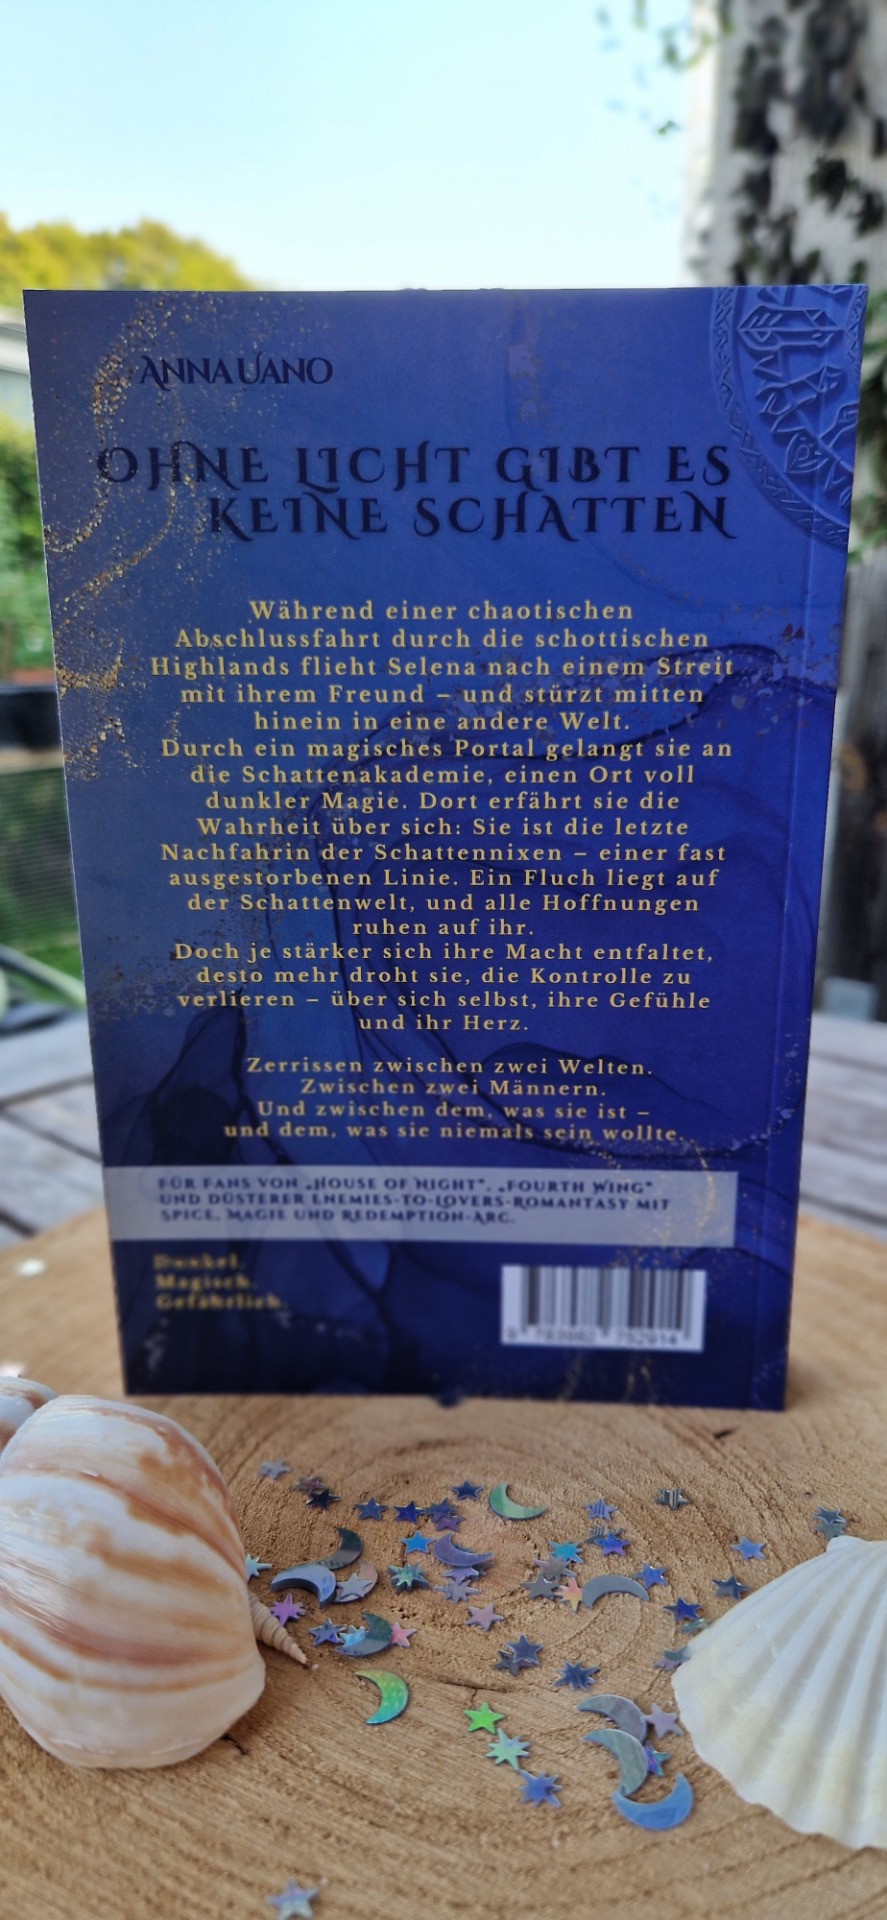 ANNA UANO
OHNE LICHT GIBT ES
KEINE SCHATTEN
Während einer chaotischen
Abschlussfahrt durch die schottischen
Highlands flieht Selena nach einem Streit
mit ihrem Freund – und stürzt mitten
hinein in eine andere Welt.
Durch ein magisches Portal gelangt sie an
die Schattenakademie, einen Ort voll
dunkler Magie. Dort erfährt sie die
Wahrheit über sich: Sie ist die letzte
Nachfahrin der Schattennixen – einer fast
ausgestorbenen Linie. Ein Fluch liegt auf
der Schattenwelt, und alle Hoffnungen
ruhen auf ihr.
Doch je stärker sich ihre Macht entfaltet,
desto mehr droht sie, die Kontrolle zu
verlieren – über sich selbst, ihre Gefühle
und ihr Herz.
Zerrissen zwischen zwei Welten.
Zwischen zwei Männern.
Und zwischen dem, was sie ist –
und dem, was sie niemals sein wollte.
FÜR FANS VON „HOUSE OF NIGHT“, „FOURTH WING“
UND DÜSTERER ENEMIES-TO-LOVERS-ROMANTASY MIT
SPICE, MAGIE UND REDEMPTION-ARC.
Dunkel.
Magisch.
Gefährlich.